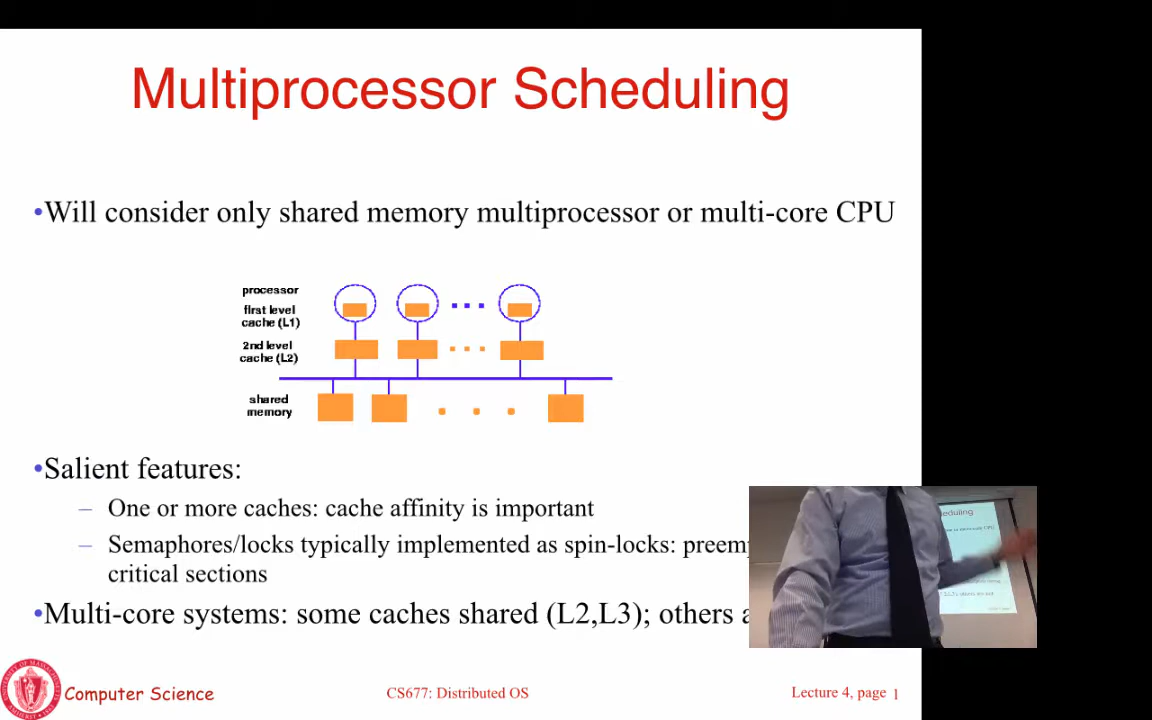 Multiprocessor Scheduling
•Will consider only shared memory multiprocessor or multi-core CPU
processor
first level
cache (L1)
2nd level
cache (L2)
shared
memory
•Salient features:
– One or more caches: cache affinity is important
– Semaphores/locks typically implemented as spin-locks:
critical sections
•Multi-core systems: some caches shared (L2,L3); others
Computer Science
CS677: Distributed OS
Lecture 4, page 1